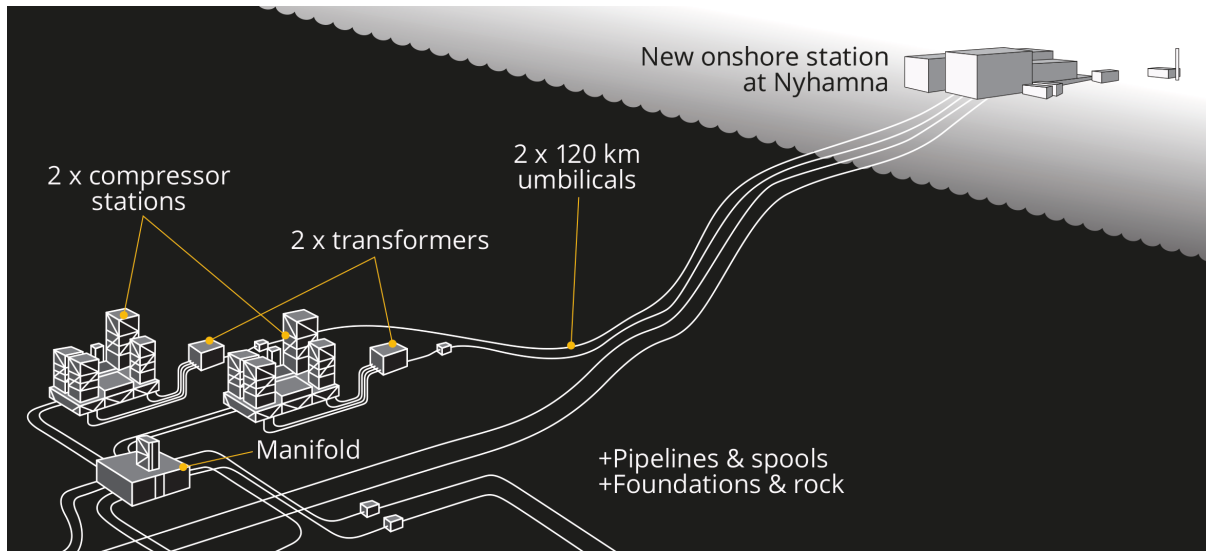 New onshore station
at Nyhamna
2 x 120 km
umbilicals
2 x compressor
stations
2 x transformers
Manifold
+Pipelines & spools
+Foundations & rock